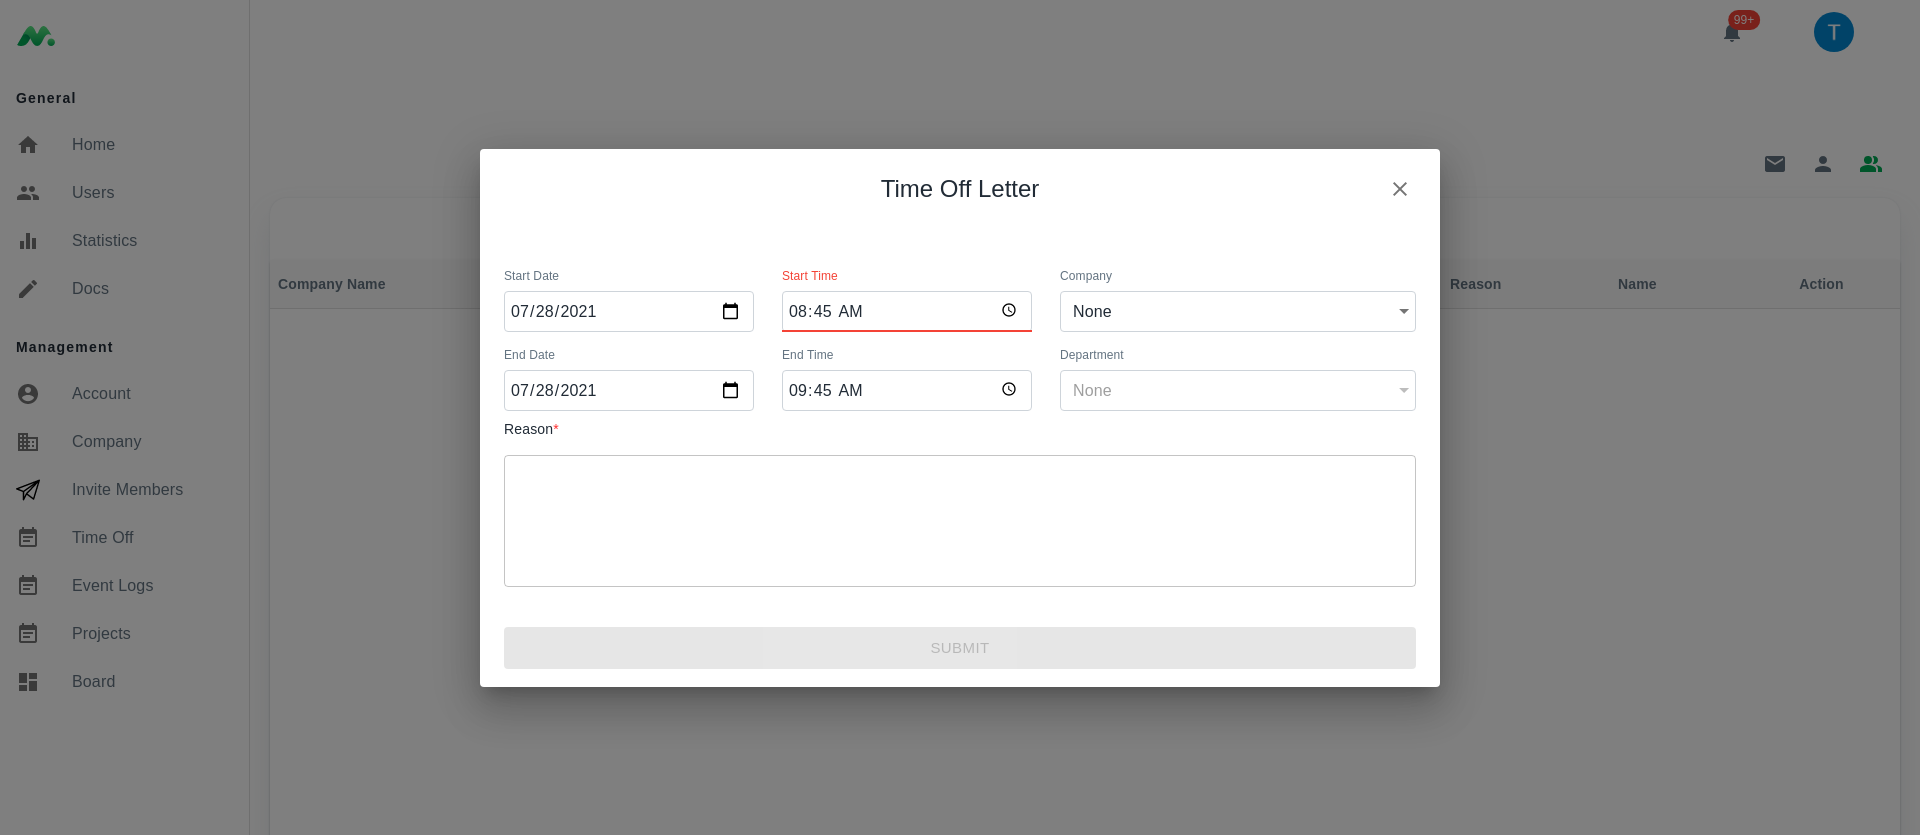 99+
T
General
Home
Users
Statistics
Docs
Management
Account
Company
Invite Members
Time Off
Event Logs
Projects
Board
Company Name
Reason
Name
Action
Time Off Letter
Start Date
Start Time
Company
07/28/2021
08:45 AM
None
End Date
End Time
Department
07/28/2021
09:45 AM
None
Reason*
SUBMIT